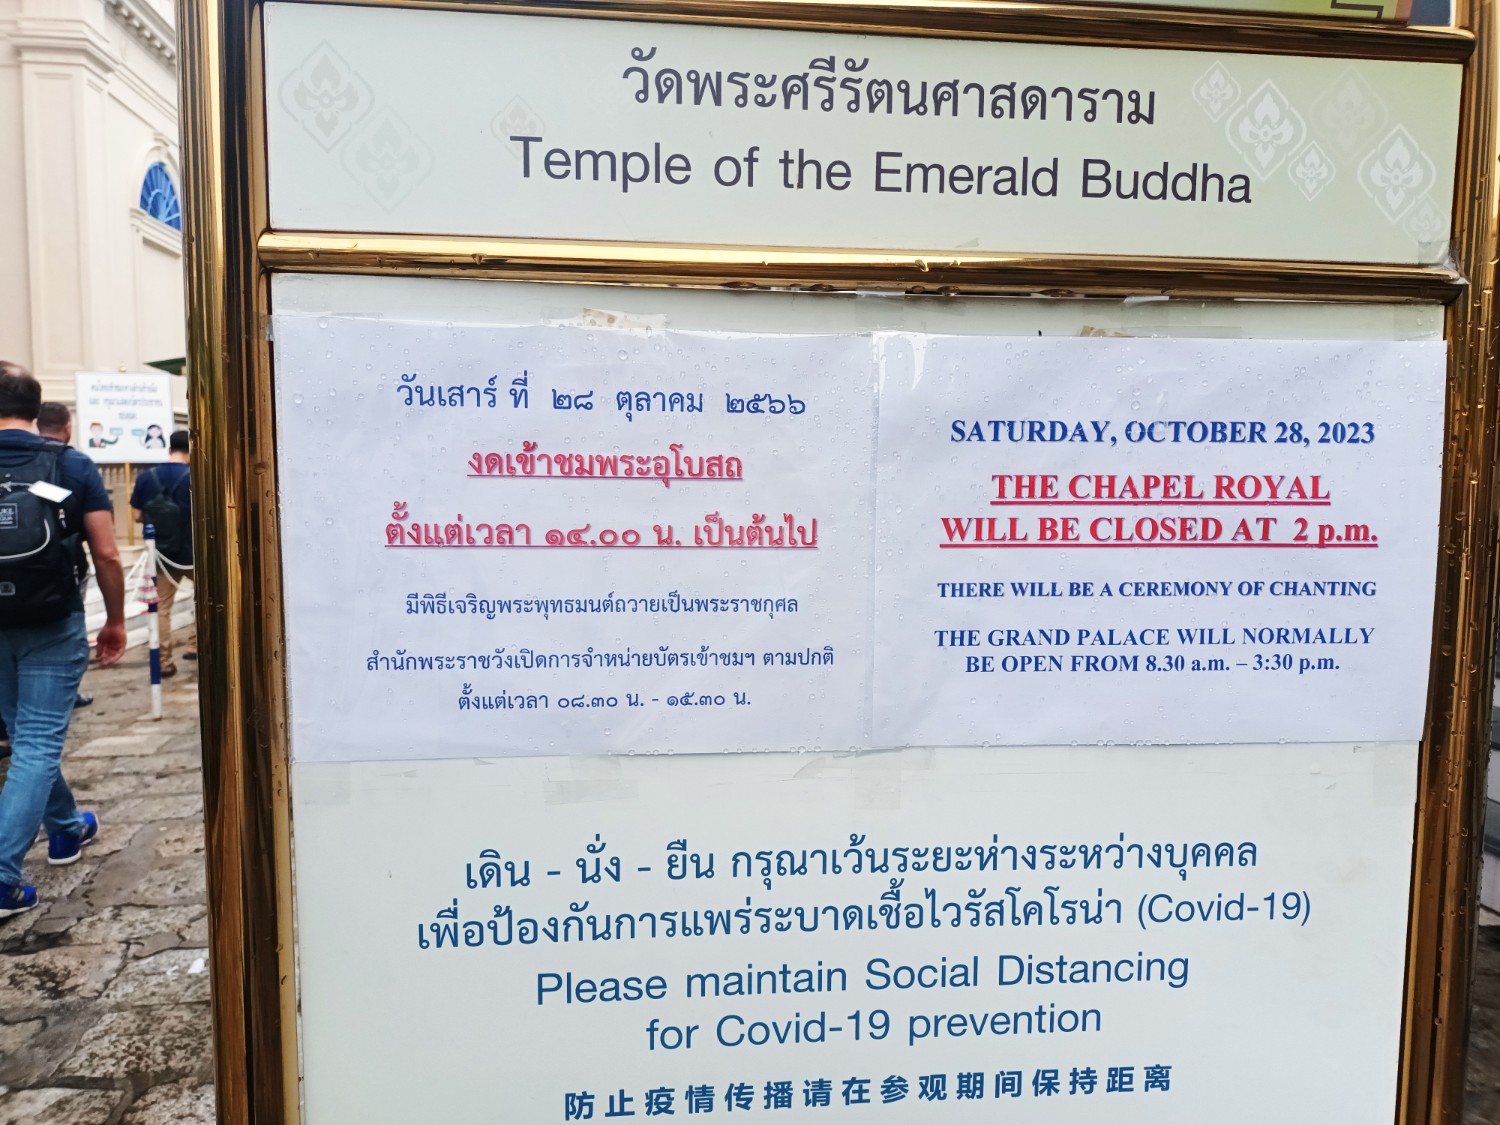 วัดพระศรีรัตนศาสดาราม
Temple of the Emerald Buddha
วันเสาร์ ที่ ๒๘ ตุลาคม ๒๕๖๖
งดเข้าชมพระอุโบสถ
ตั้งแต่เวลา ๑๔.๐๐ น. เป็นต้นไป
มีพิธีเจริญพระพุทธมนต์ถวายเป็นพระราชกุศล
สำนักพระราชวังเปิดการจำหน่ายบัตรเข้าชมฯ ตามปกติ
ตั้งแต่เวลา ๐๘.๓๐ น. - ๑๕.๓๐ น.
SATURDAY, OCTOBER 28, 2023
THE CHAPEL ROYAL
WILL BE CLOSED AT 2 p.m.
THERE WILL BE A CEREMONY OF CHANTING
THE GRAND PALACE WILL NORMALLY
BE OPEN FROM 8.30 a.m. – 3:30 p.m.
เดิน - นั่ง - ยืน กรุณาเว้นระยะห่างระหว่างบุคคล
เพื่อป้องกันการแพร่ระบาดเชื้อไวรัสโคโรน่า (Covid-19)
Please maintain Social Distancing
for Covid-19 prevention
防止疫情传播请在参观期间保持距离